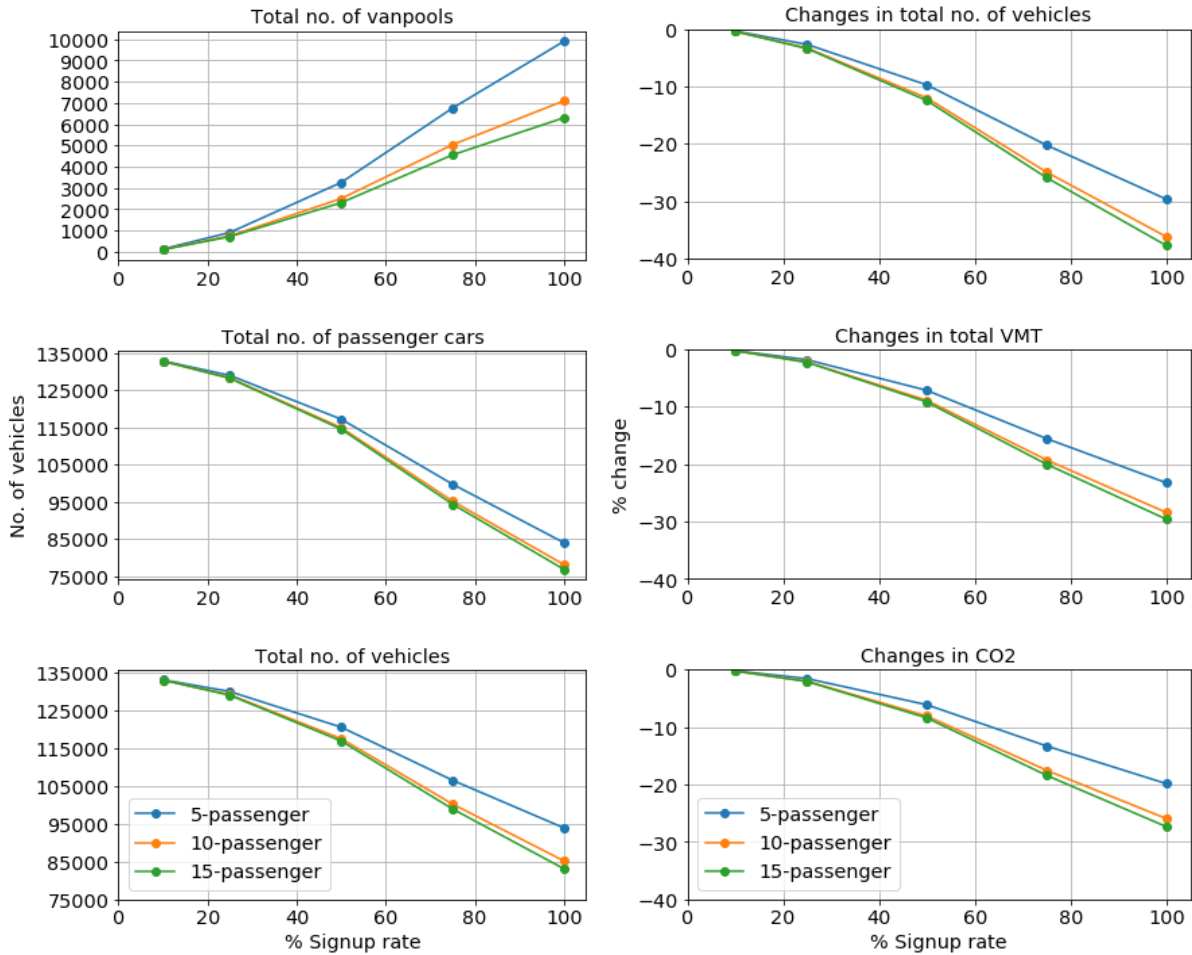 Total no. of vanpools
10000
9000
8000
7000
6000
5000
4000
3000
2000
1000
0
0 20 40 60 80 100
Changes in total no. of vehicles
0
−10
−20
−30
−40
0 20 40 60 80 100
Total no. of passenger cars
No. of vehicles
135000
125000
115000
105000
95000
85000
75000
0 20 40 60 80 100
Changes in total VMT
% change
0
−10
−20
−30
−40
0 20 40 60 80 100
Total no. of vehicles
135000
125000
115000
105000
95000
85000
75000
5-passenger
10-passenger
15-passenger
0 20 40 60 80 100
% Signup rate
Changes in CO2
0
−10
−20
−30
−40
5-passenger
10-passenger
15-passenger
0 20 40 60 80 100
% Signup rate